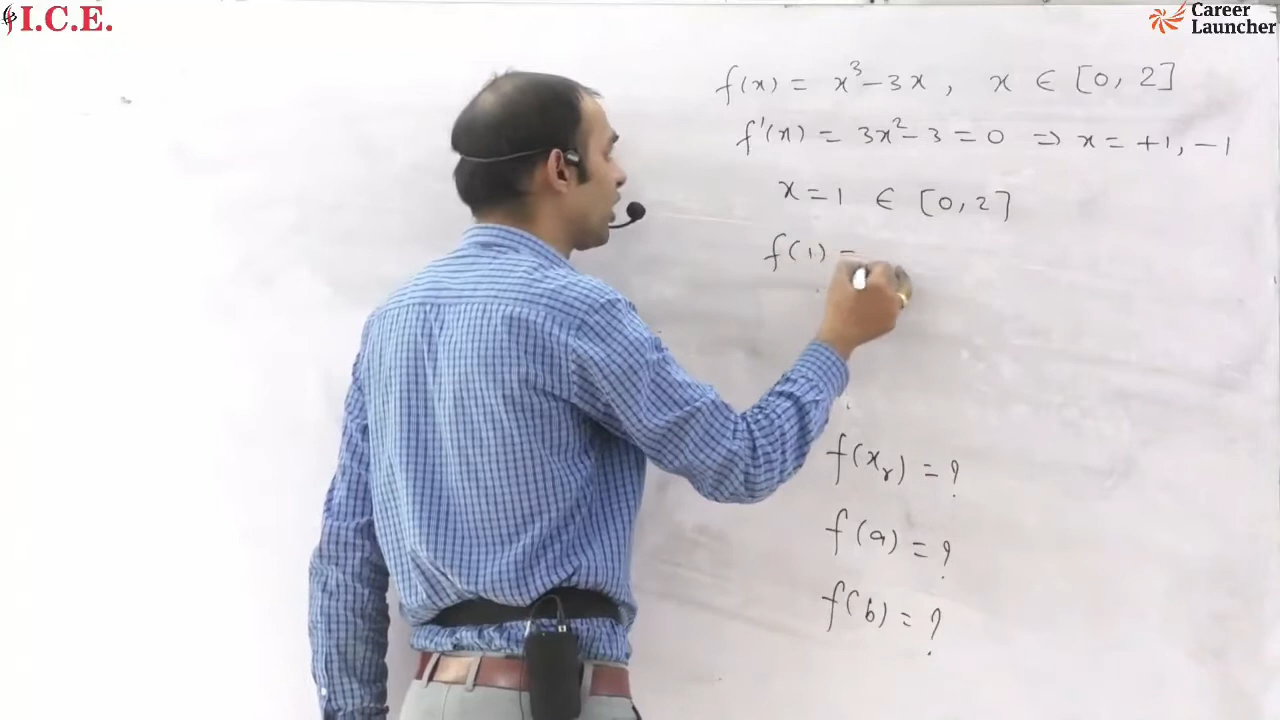 I.C.E.
Career
Launcher
f(x) = x³ - 3x , x ∈ [0, 2]
f'(x) = 3x² - 3 = 0 ⇒ x = +1, -1
x = 1 ∈ [0, 2]
f(1) =
f(xᵣ) = ?
f(a) = ?
f(b) = ?